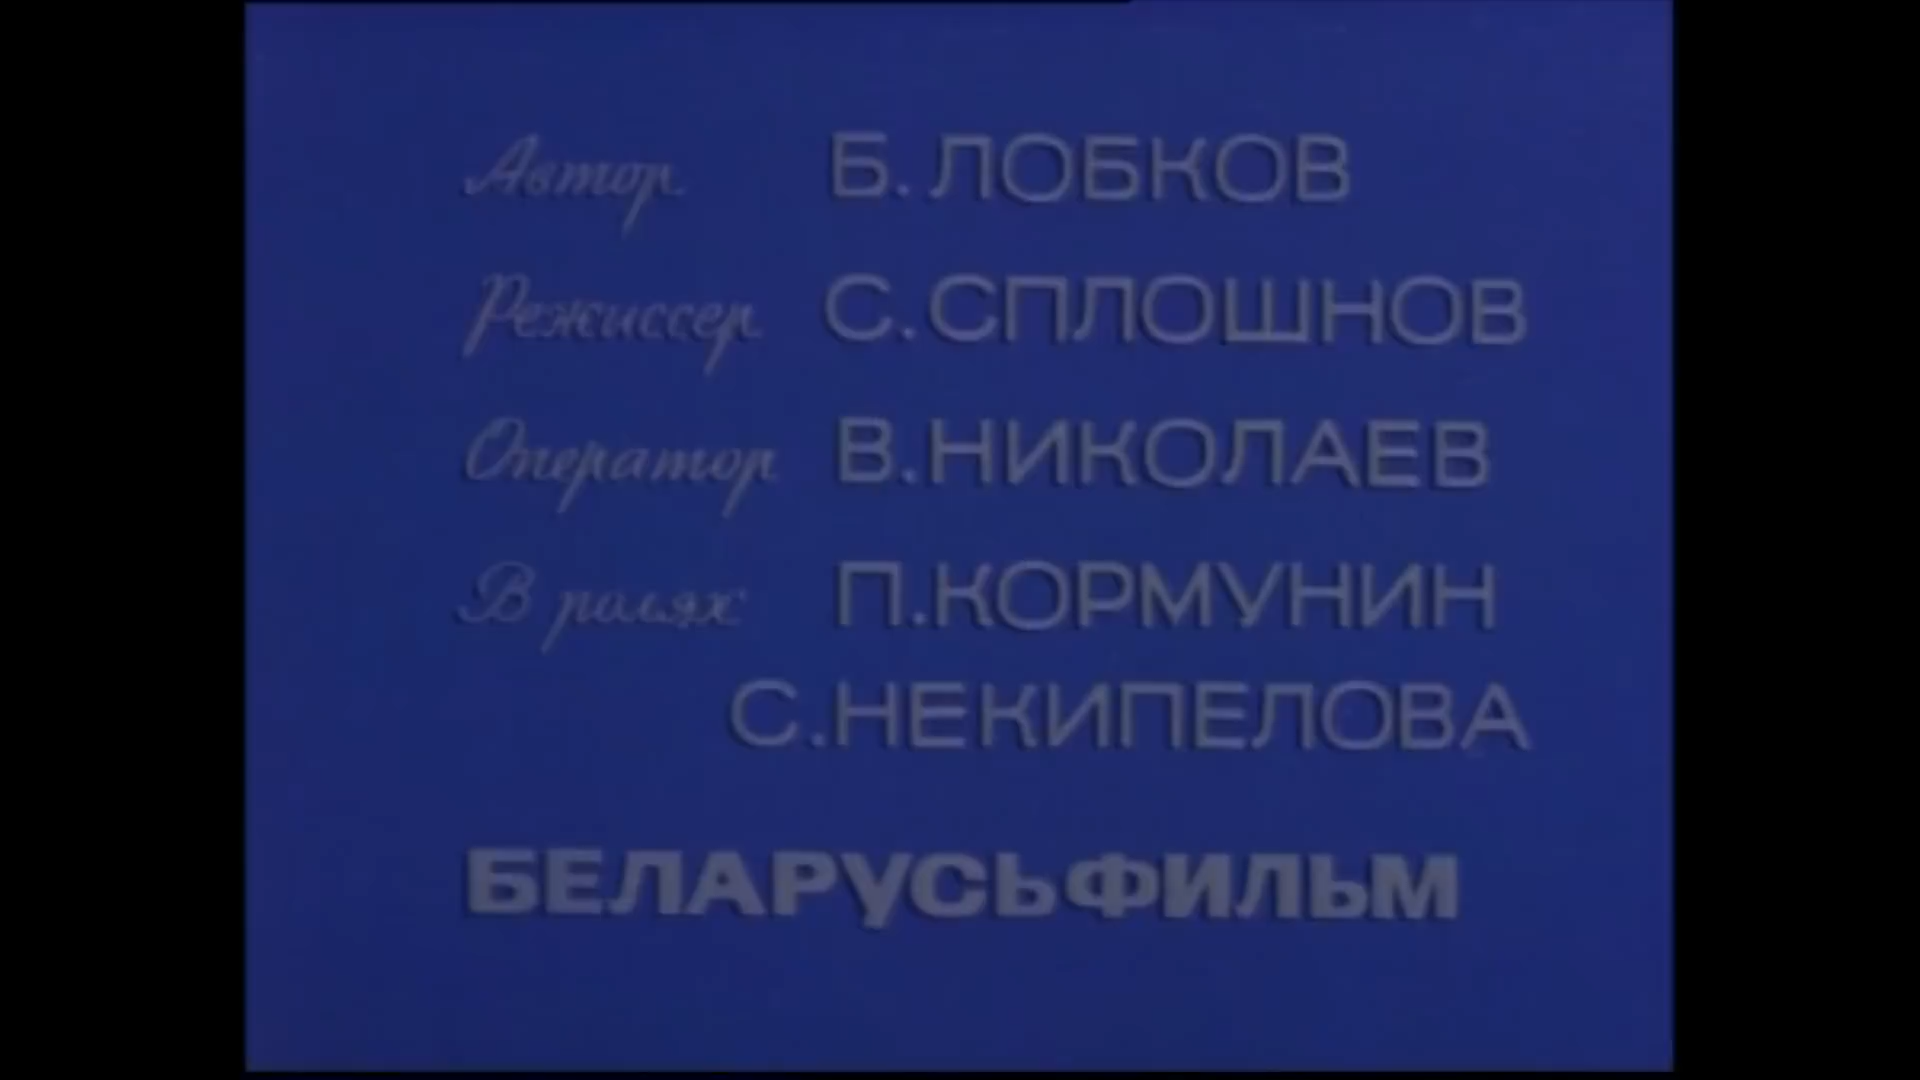 Автор Б. ЛОБКОВ
Режиссер С. СПЛОШНОВ
Оператор В. НИКОЛАЕВ
В ролях П. КОРМУНИН
С. НЕКИПЕЛОВА
БЕЛАРУСЬФИЛЬМ